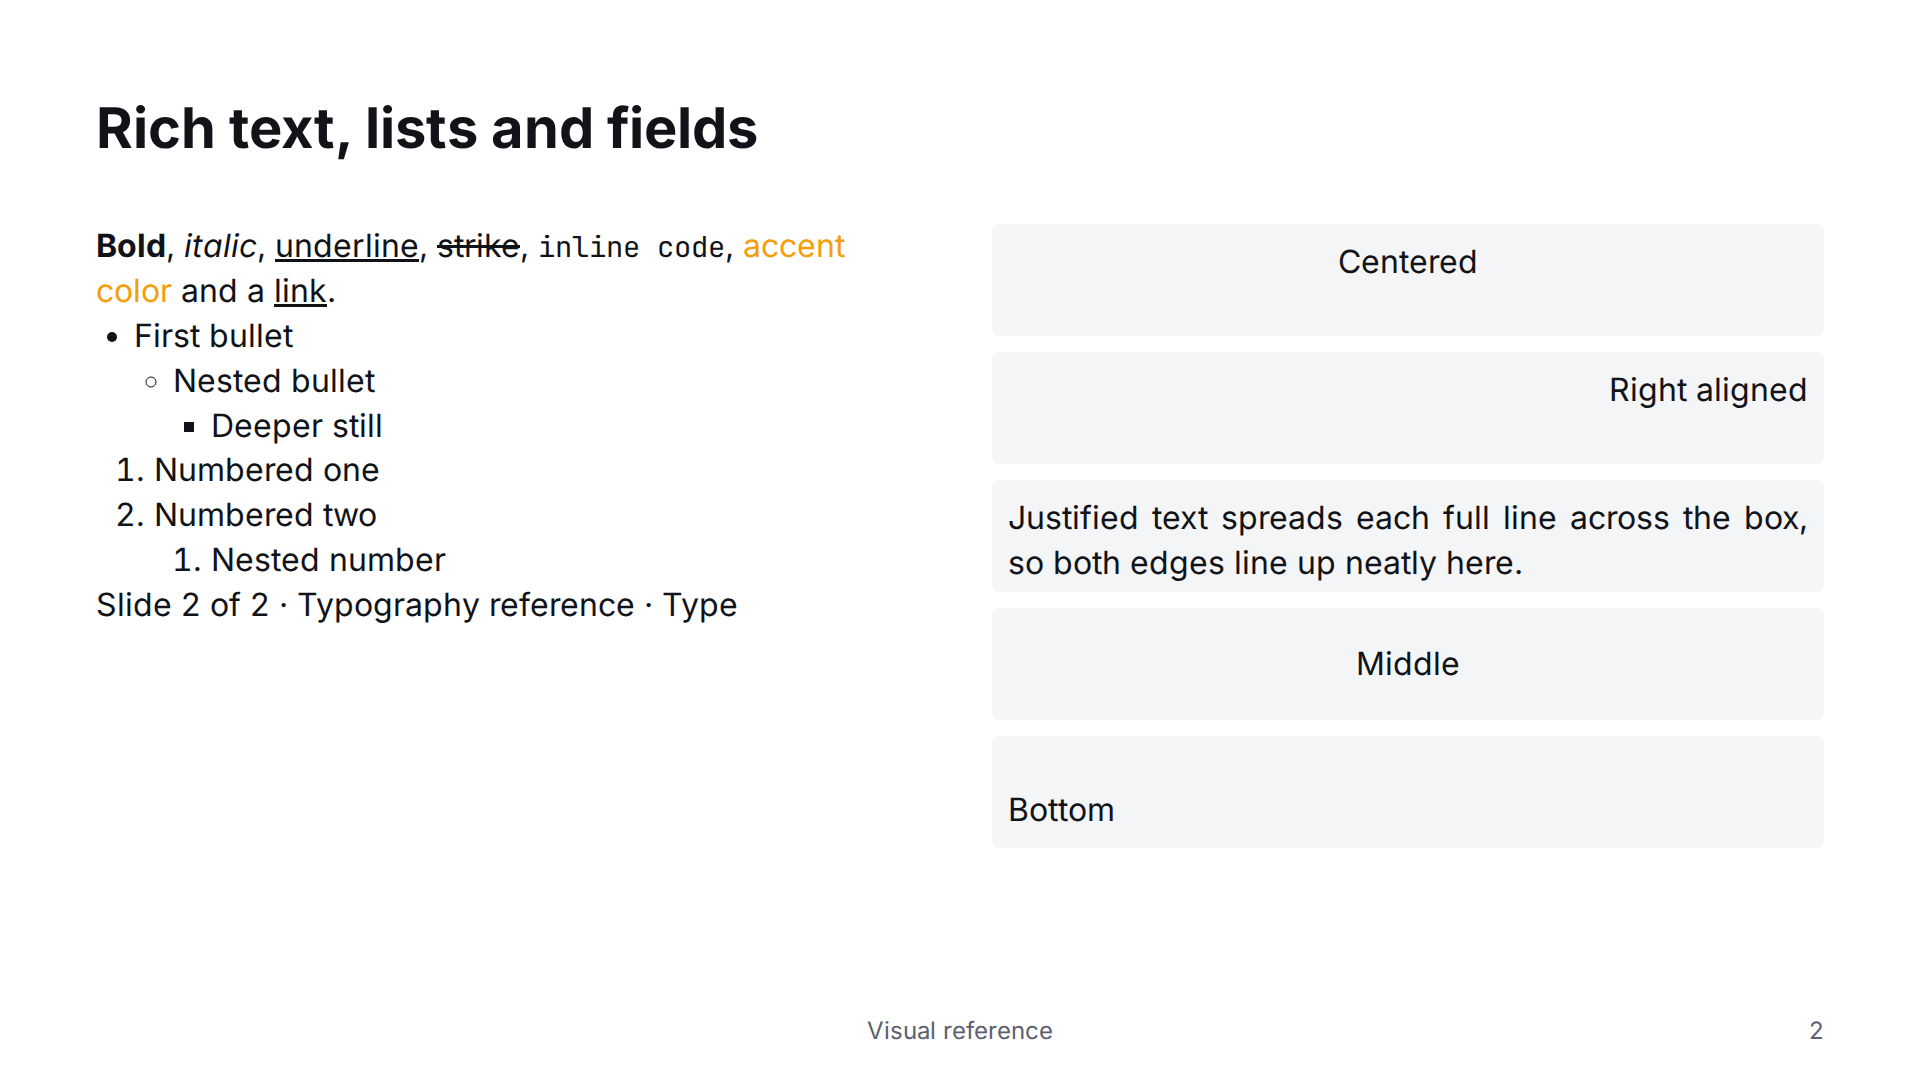 Rich text, lists and fields
Bold, italic, underline, strike, inline code, accent
color and a link.
• First bullet
◦ Nested bullet
▪ Deeper still
1. Numbered one
2. Numbered two
1. Nested number
Slide 2 of 2 · Typography reference · Type
Centered
Right aligned
Justified text spreads each full line across the box,
so both edges line up neatly here.
Middle
Bottom
Visual reference
2